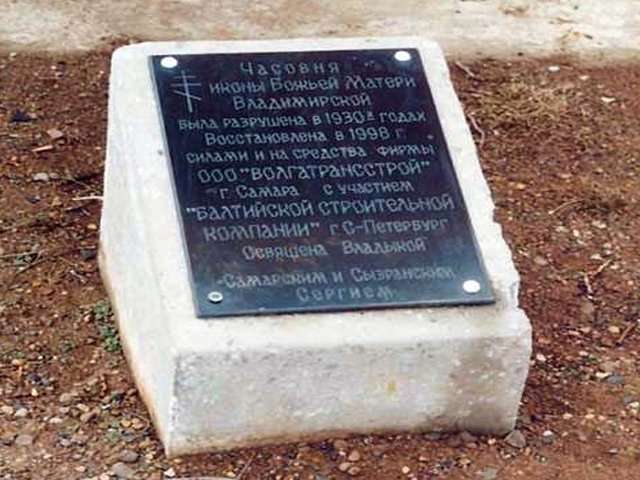 Часовня
иконы Божьей Матери
Владимирской
была разрушена в 1930х годах
Восстановлена в 1998 г.
силами и на средства фирмы
ООО "ВОЛГАТРАНССТРОЙ"
г. Самара с участием
"БАЛТИЙСКОЙ СТРОИТЕЛЬНОЙ
КОМПАНИИ" г. С-Петербург
Освящена Владыкой
Самарским и Сызранским
Сергием